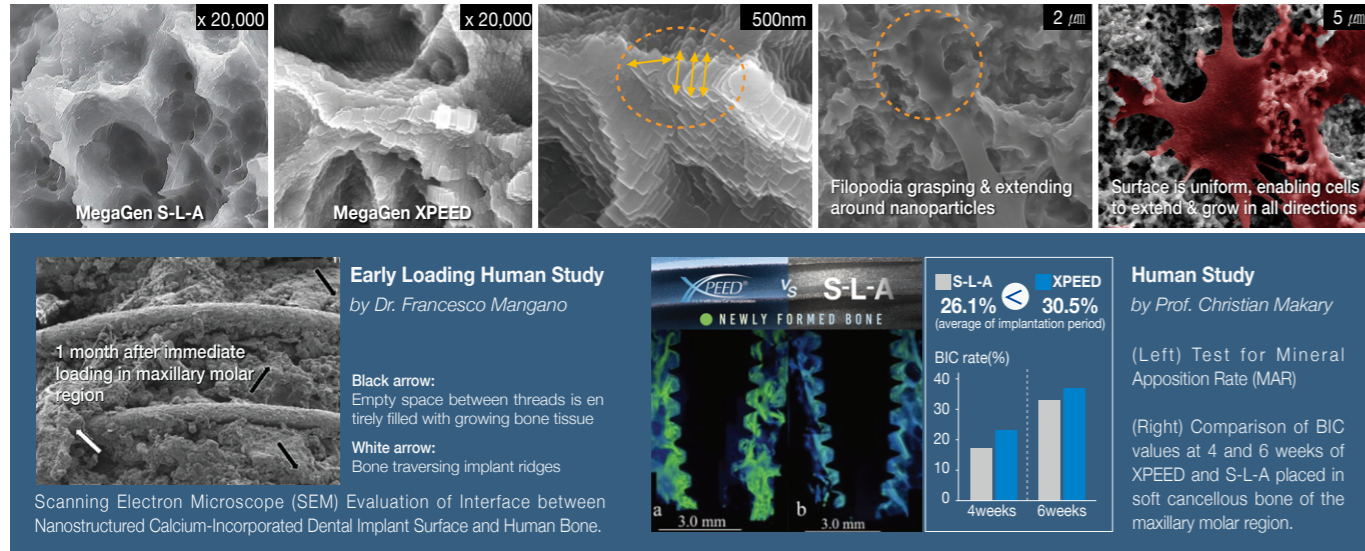 x 20,000
MegaGen S-L-A
x 20,000
MegaGen XPEED
500nm
2 ㎛
Filopodia grasping & extending
around nanoparticles
5 ㎛
Surface is uniform, enabling cells
to extend & grow in all directions
1 month after immediate
loading in maxillary molar
region
Early Loading Human Study
by Dr. Francesco Mangano
Black arrow:
Empty space between threads is en
tirely filled with growing bone tissue
White arrow:
Bone traversing implant ridges
Scanning Electron Microscope (SEM) Evaluation of Interface between
Nanostructured Calcium-Incorporated Dental Implant Surface and Human Bone.
XPEED® vs S-L-A
NEWLY FORMED BONE
a
3.0 mm
b
3.0 mm
S-L-A < XPEED
26.1% 30.5%
(average of implantation period)
BIC rate(%)
40
30
20
10
0
4weeks 6weeks
Human Study
by Prof. Christian Makary
(Left) Test for Mineral
Apposition Rate (MAR)
(Right) Comparison of BIC
values at 4 and 6 weeks of
XPEED and S-L-A placed in
soft cancellous bone of the
maxillary molar region.